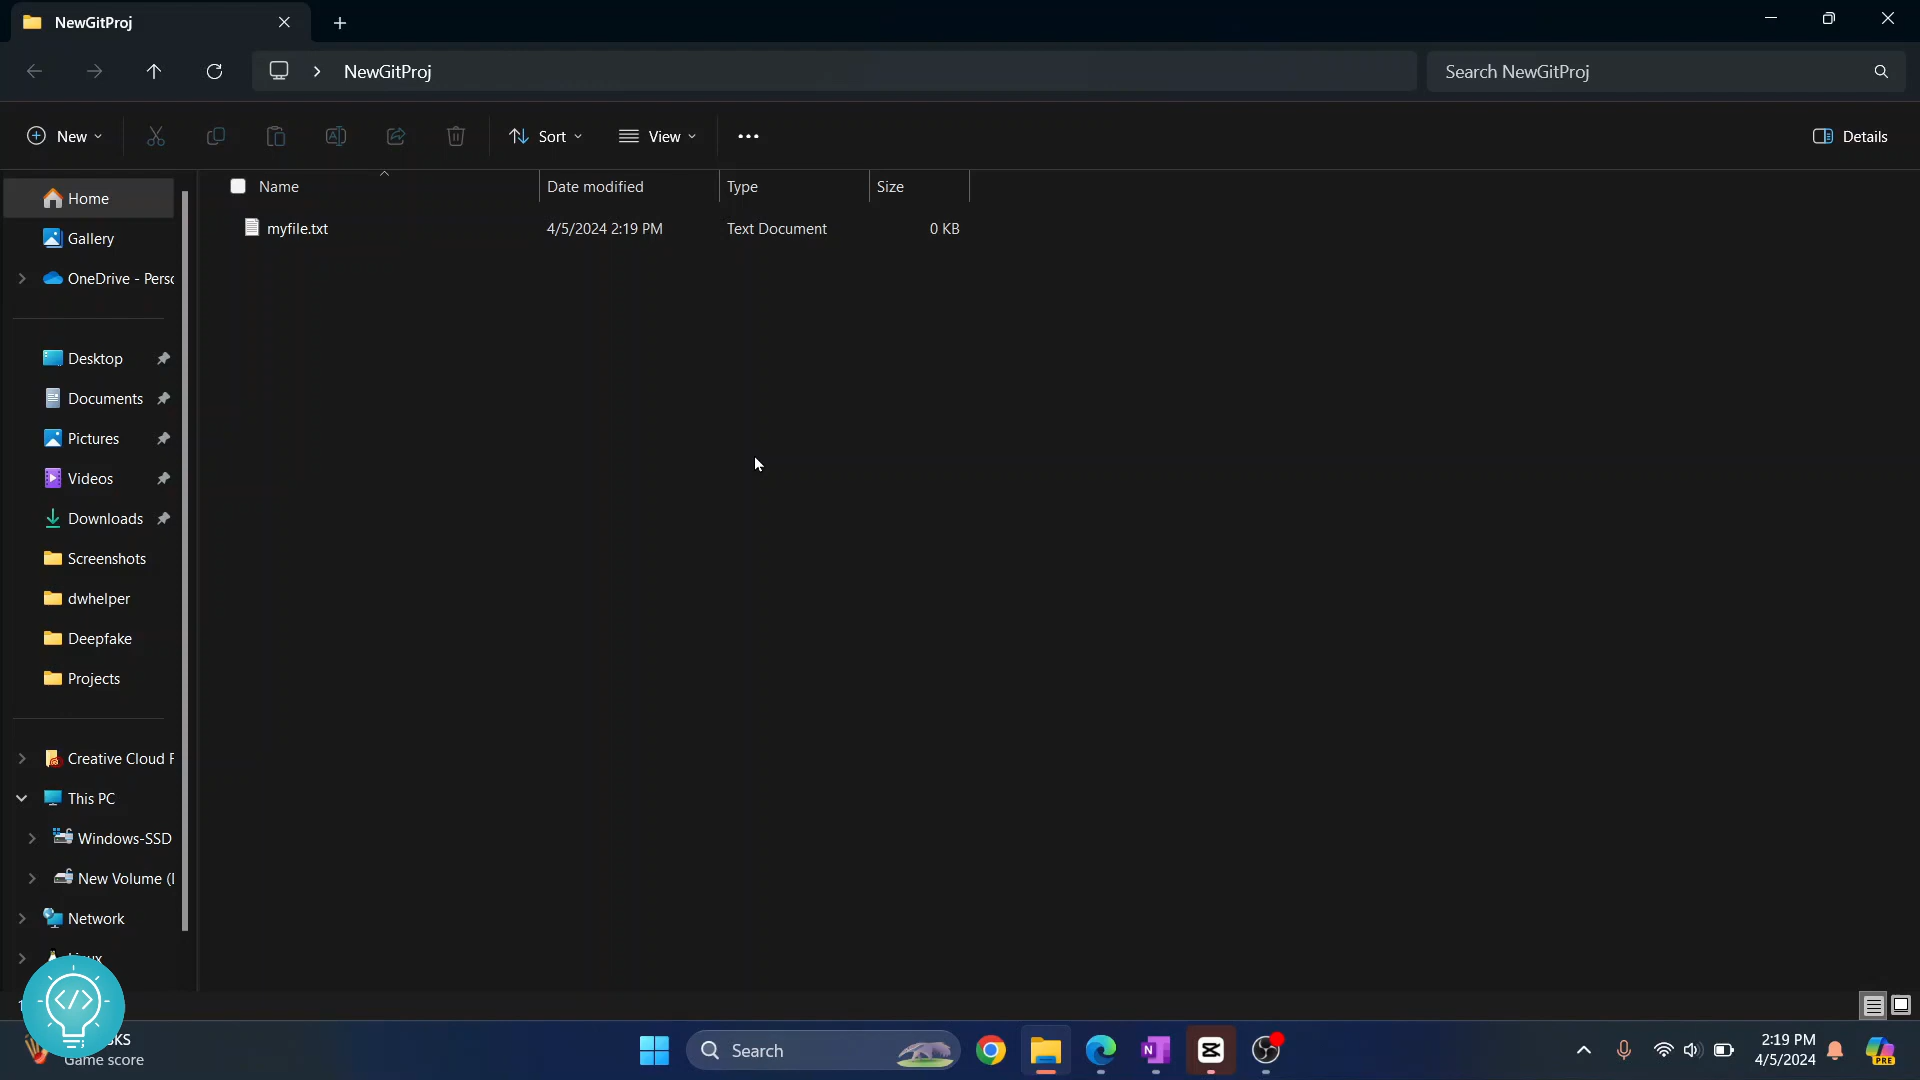 NewGitProj
NewGitProj
Search NewGitProj
New
Sort
View
Details
Name
Date modified
Type
Size
myfile.txt
4/5/2024 2:19 PM
Text Document
0 KB
Home
Gallery
OneDrive - Perso
Desktop
Documents
Pictures
Videos
Downloads
Screenshots
dwhelper
Deepfake
Projects
Creative Cloud F
This PC
Windows-SSD
New Volume (
Network
</>
Game score
Search
N
PRE
2:19 PM
4/5/2024